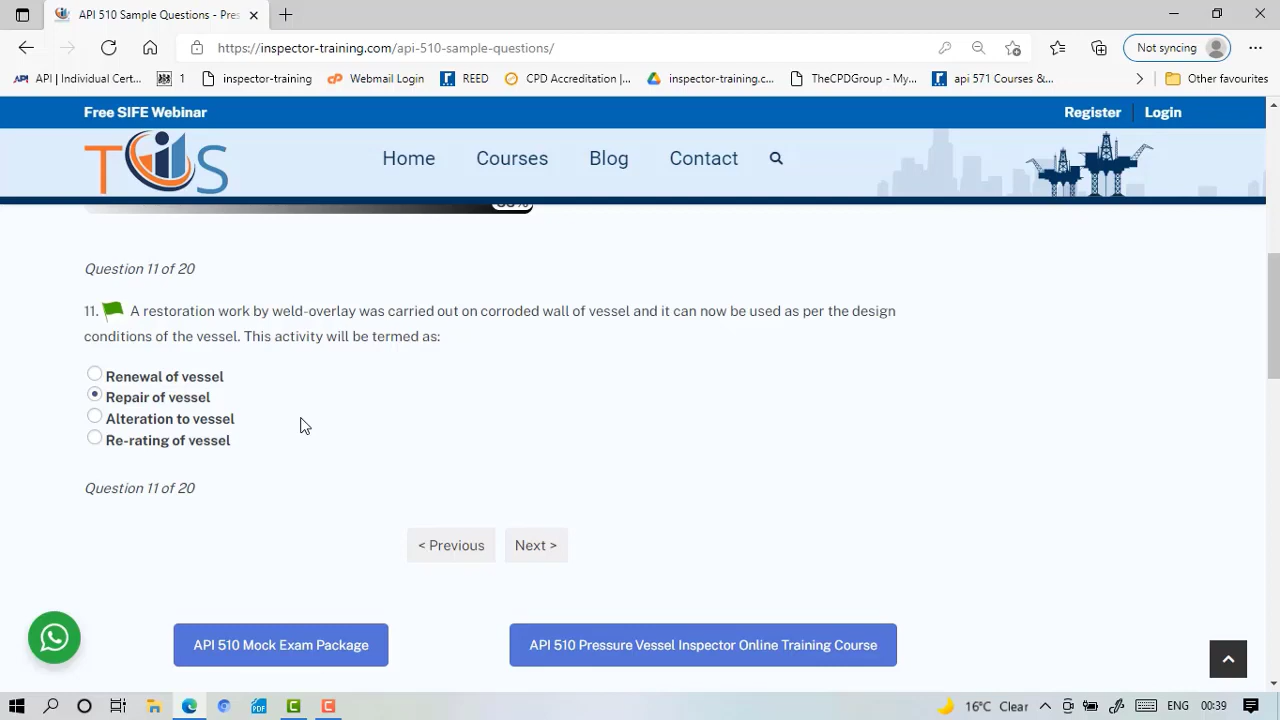 API 510 Sample Questions - Pres
https://inspector-training.com/api-510-sample-questions/
Not syncing
API | Individual Cert...
1
inspector-training
Webmail Login
REED
CPD Accreditation |...
inspector-training.c...
TheCPDGroup - My...
api 571 Courses &...
Other favourites
Free SIFE Webinar
Register
Login
TIS
Home
Courses
Blog
Contact
Question 11 of 20
11. A restoration work by weld-overlay was carried out on corroded wall of vessel and it can now be used as per the design
conditions of the vessel. This activity will be termed as:
Renewal of vessel
Repair of vessel
Alteration to vessel
Re-rating of vessel
Question 11 of 20
< Previous
Next >
API 510 Mock Exam Package
API 510 Pressure Vessel Inspector Online Training Course
16°C Clear
ENG
00:39